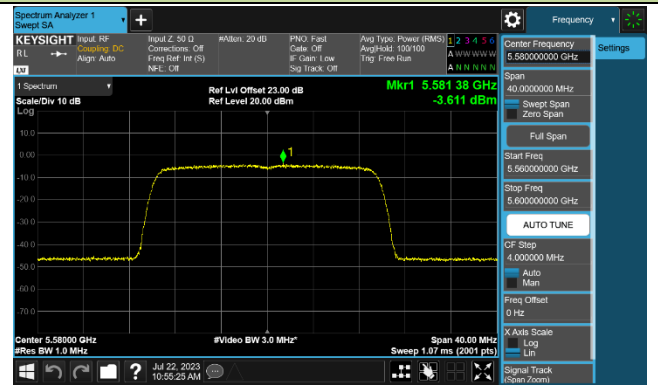 Spectrum Analyzer 1
Swept SA
Frequency
KEYSIGHT
RL
LXI
Input: RF
Coupling: DC
Align: Auto
Input Z: 50 Ω
Corrections: Off
Freq Ref: Int (S)
NFE: Off
#Atten: 20 dB
PNO: Fast
Gate: Off
IF Gain: Low
Sig Track: Off
Avg Type: Power (RMS)
Avg|Hold: 100/100
Trig: Free Run
1 2 3 4 5 6
A W W W W W
A N N N N N
Center Frequency
5.580000000 GHz
Settings
Span
40.0000000 MHz
Swept Span
Zero Span
Full Span
Start Freq
5.560000000 GHz
Stop Freq
5.600000000 GHz
AUTO TUNE
CF Step
4.000000 MHz
Auto
Man
Freq Offset
0 Hz
X Axis Scale
Log
Lin
Signal Track
(Span Zoom)
1 Spectrum
Scale/Div 10 dB
Log
Ref Lvl Offset 23.00 dB
Ref Level 20.00 dBm
Mkr1 5.581 38 GHz
-3.611 dBm
1
10.0
0.00
-10.0
-20.0
-30.0
-40.0
-50.0
-60.0
-70.0
Center 5.58000 GHz
#Res BW 1.0 MHz
#Video BW 3.0 MHz*
Span 40.00 MHz
Sweep 1.07 ms (2001 pts)
?
Jul 22, 2023
10:55:25 AM